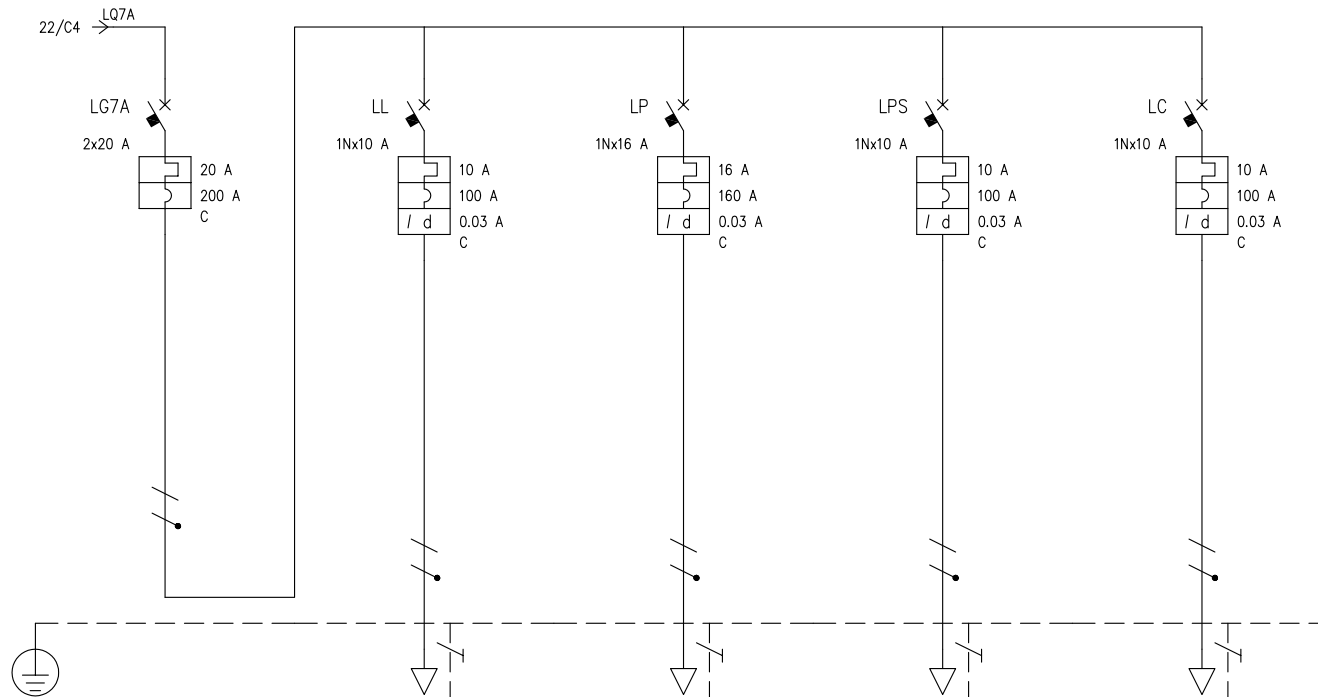 LQ7A
22/C4
LG7A
2x20 A
20 A
200 A
C
LL
1Nx10 A
10 A
100 A
I d 0.03 A
C
LP
1Nx16 A
16 A
160 A
I d 0.03 A
C
LPS
1Nx10 A
10 A
100 A
I d 0.03 A
C
LC
1Nx10 A
10 A
100 A
I d 0.03 A
C